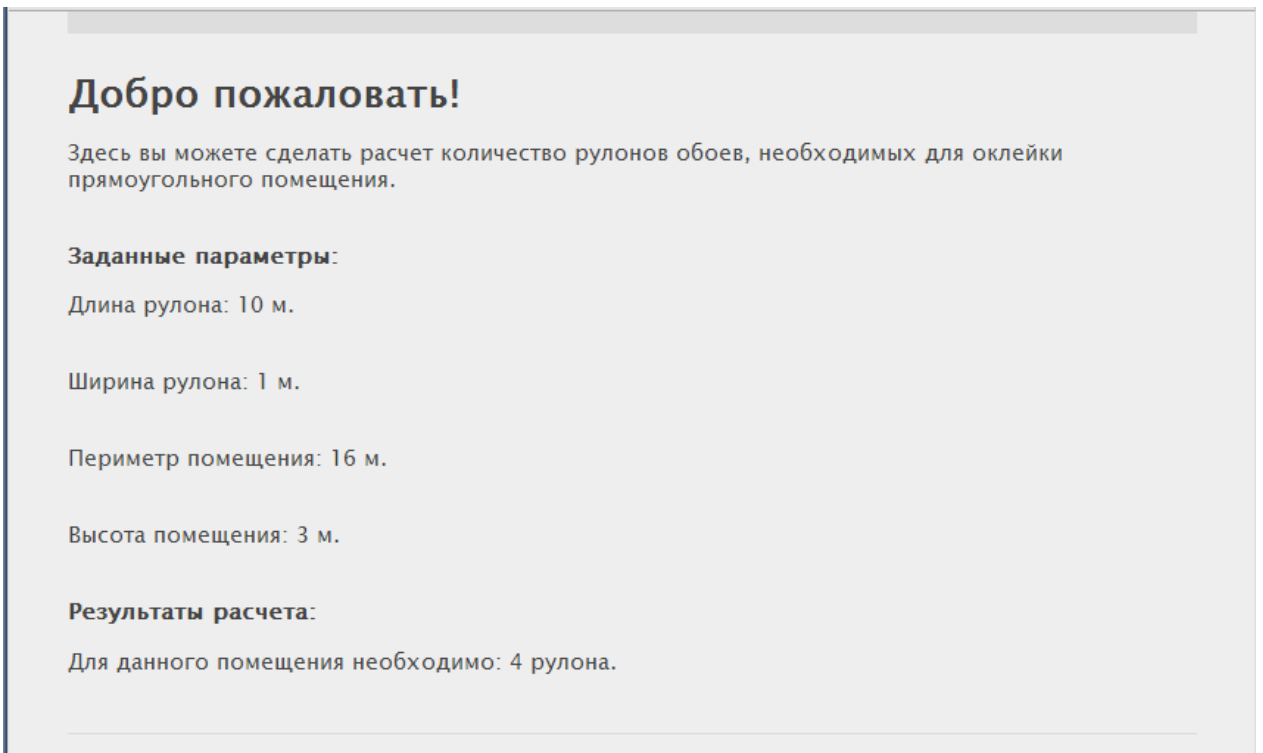 Добро пожаловать!
Здесь вы можете сделать расчет количество рулонов обоев, необходимых для оклейки
прямоугольного помещения.
Заданные параметры:
Длина рулона: 10 м.
Ширина рулона: 1 м.
Периметр помещения: 16 м.
Высота помещения: 3 м.
Результаты расчета:
Для данного помещения необходимо: 4 рулона.